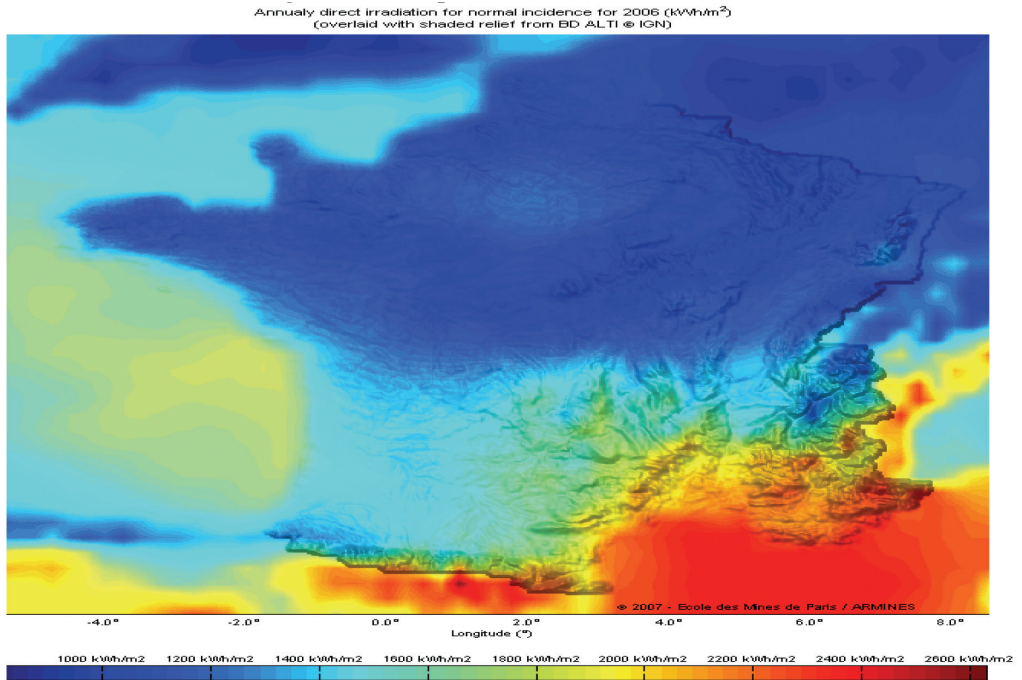 Annualy direct irradiation for normal incidence for 2006 (kWh/m²)
(overlaid with shaded relief from BD ALTI ® IGN)
® 2007 - Ecole des Mines de Paris / ARMINES
-4.0° -2.0° 0.0° 2.0° 4.0° 6.0° 8.0°
Longitude (°)
1000 kWh/m2 1200 kWh/m2 1400 kWh/m2 1600 kWh/m2 1800 kWh/m2 2000 kWh/m2 2200 kWh/m2 2400 kWh/m2 2600 kWh/m2